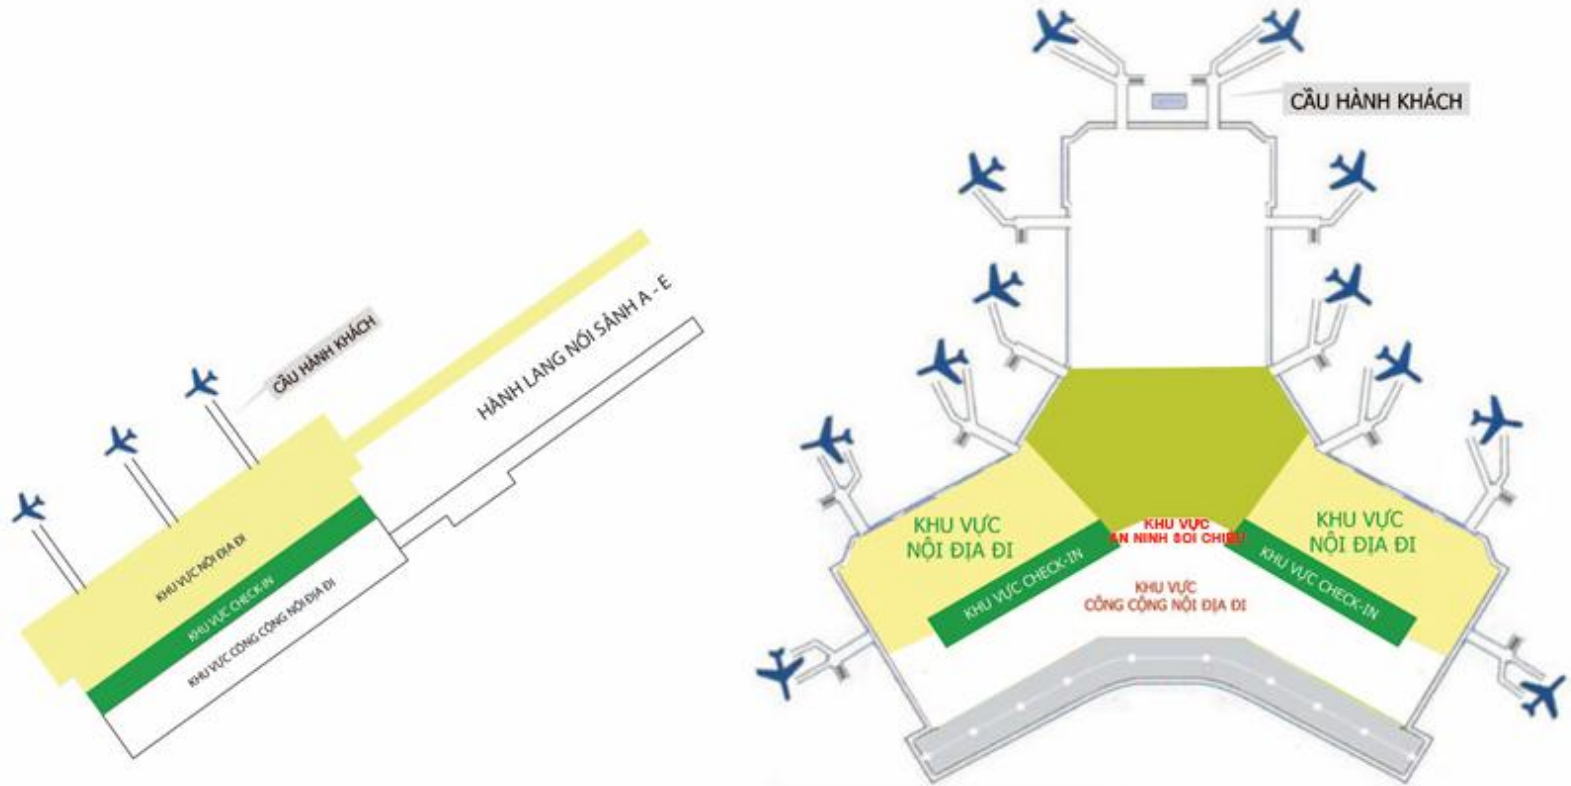 CẦU HÀNH KHÁCH
HÀNH LANG NỐI SẢNH A - E
KHU VỰC NỘI ĐỊA ĐI
KHU VỰC CHECK-IN
KHU VỰC CÔNG CỘNG NỘI ĐỊA ĐI
CẦU HÀNH KHÁCH
KHU VỰC
NỘI ĐỊA ĐI
KHU VỰC
AN NINH SOI CHIẾU
KHU VỰC
NỘI ĐỊA ĐI
KHU VỰC CHECK-IN
KHU VỰC CHECK-IN
KHU VỰC
CÔNG CỘNG NỘI ĐỊA ĐI